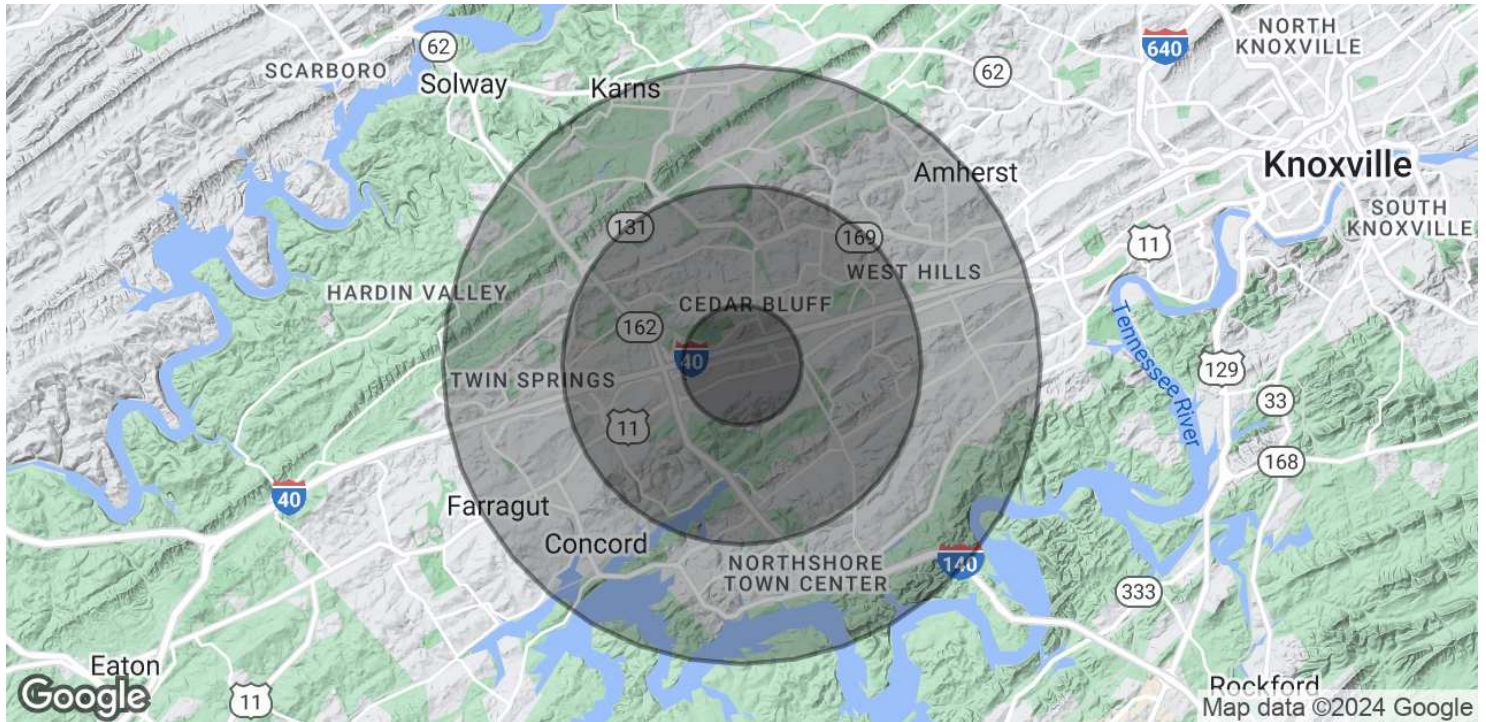 NORTH
KNOXVILLE
640
62
SCARBORO
Solway
Karns
62
Knoxville
Amherst
SOUTH
KNOXVILLE
131
169
11
WEST HILLS
HARDIN VALLEY
CEDAR BLUFF
162
40
Tennessee River
TWIN SPRINGS
129
33
11
168
40
Farragut
Concord
NORTHSHORE
TOWN CENTER
140
333
Eaton
11
Rockford
Google
Map data ©2024 Google